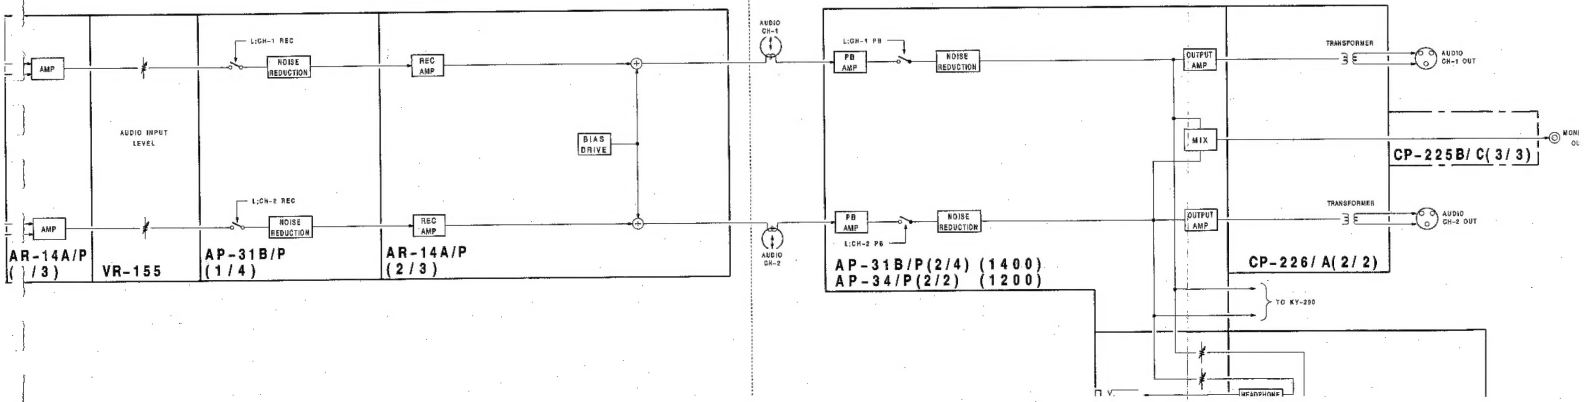 AMP
AUDIO INPUT
LEVEL
L:CH-1 REC
NOISE
REDUCTION
REC
AMP
BIAS
DRIVE
AMP
L:CH-2 REC
NOISE
REDUCTION
REC
AMP
AR-14A/P
( /3)
VR-155
AP-31B/P
(1/4)
AR-14A/P
(2/3)
AUDIO
CH-1
AUDIO
CH-2
PB
AMP
L:CH-1 PB
NOISE
REDUCTION
OUTPUT
AMP
TRANSFORMER
AUDIO
CH-1 OUT
MIX
CP-225B/C(3/3)
PB
AMP
L:CH-2 PB
NOISE
REDUCTION
OUTPUT
AMP
TRANSFORMER
AUDIO
CH-2 OUT
AP-31B/P(2/4) (1400)
AP-34/P(2/2) (1200)
CP-226/A(2/2)
TO KY-290
HEADPHONE